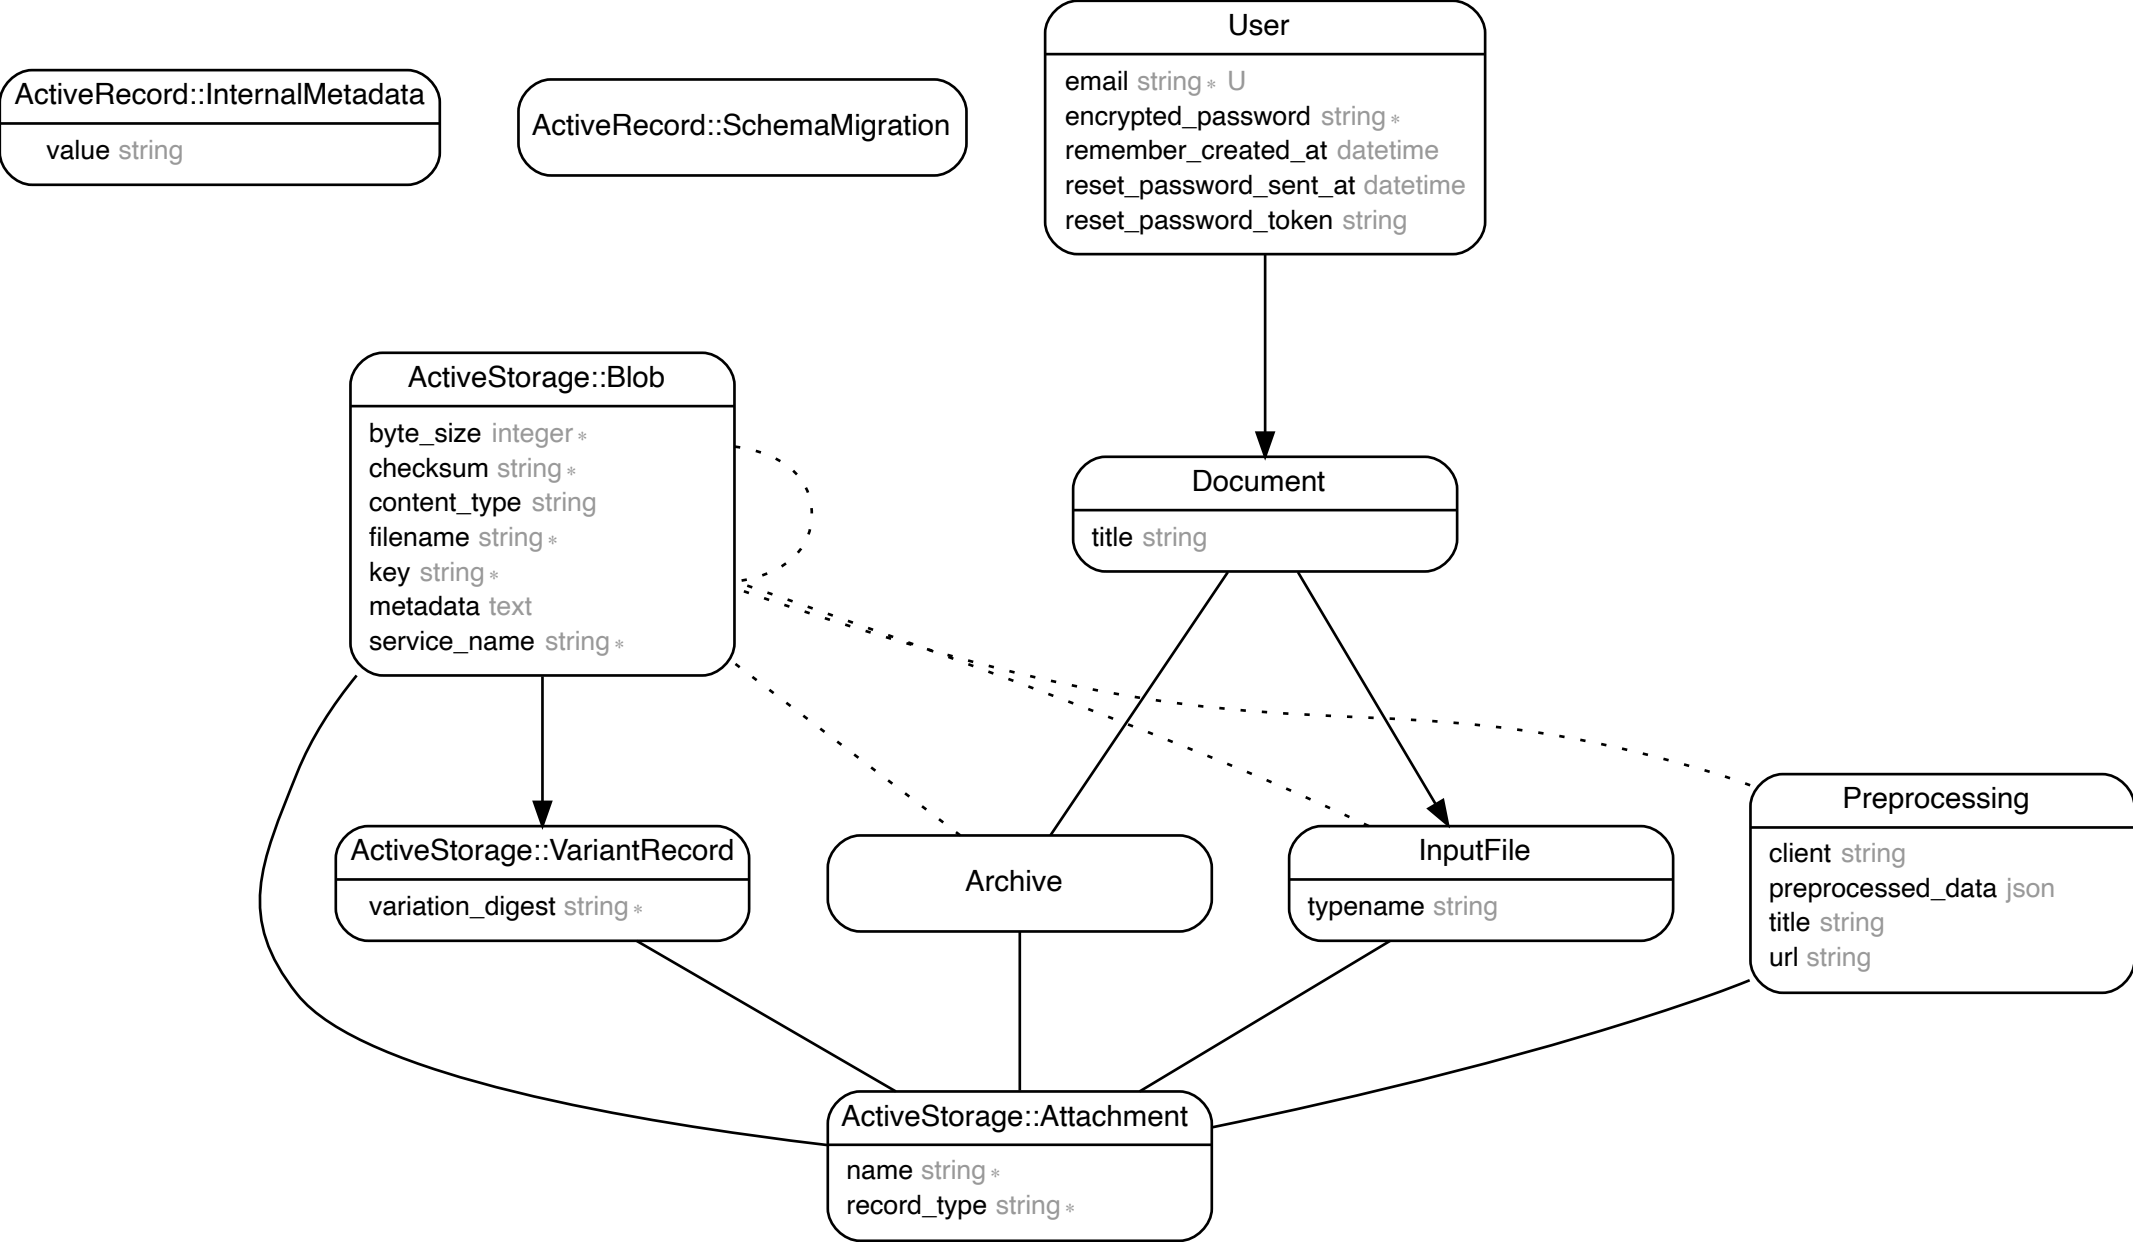 User
email string* U
encrypted_password string*
remember_created_at datetime
reset_password_sent_at datetime
reset_password_token string
ActiveRecord::InternalMetadata
value string
ActiveRecord::SchemaMigration
ActiveStorage::Blob
byte_size integer*
checksum string*
content_type string
filename string*
key string*
metadata text
service_name string*
Document
title string
ActiveStorage::VariantRecord
variation_digest string*
Archive
InputFile
typename string
Preprocessing
client string
preprocessed_data json
title string
url string
ActiveStorage::Attachment
name string*
record_type string*